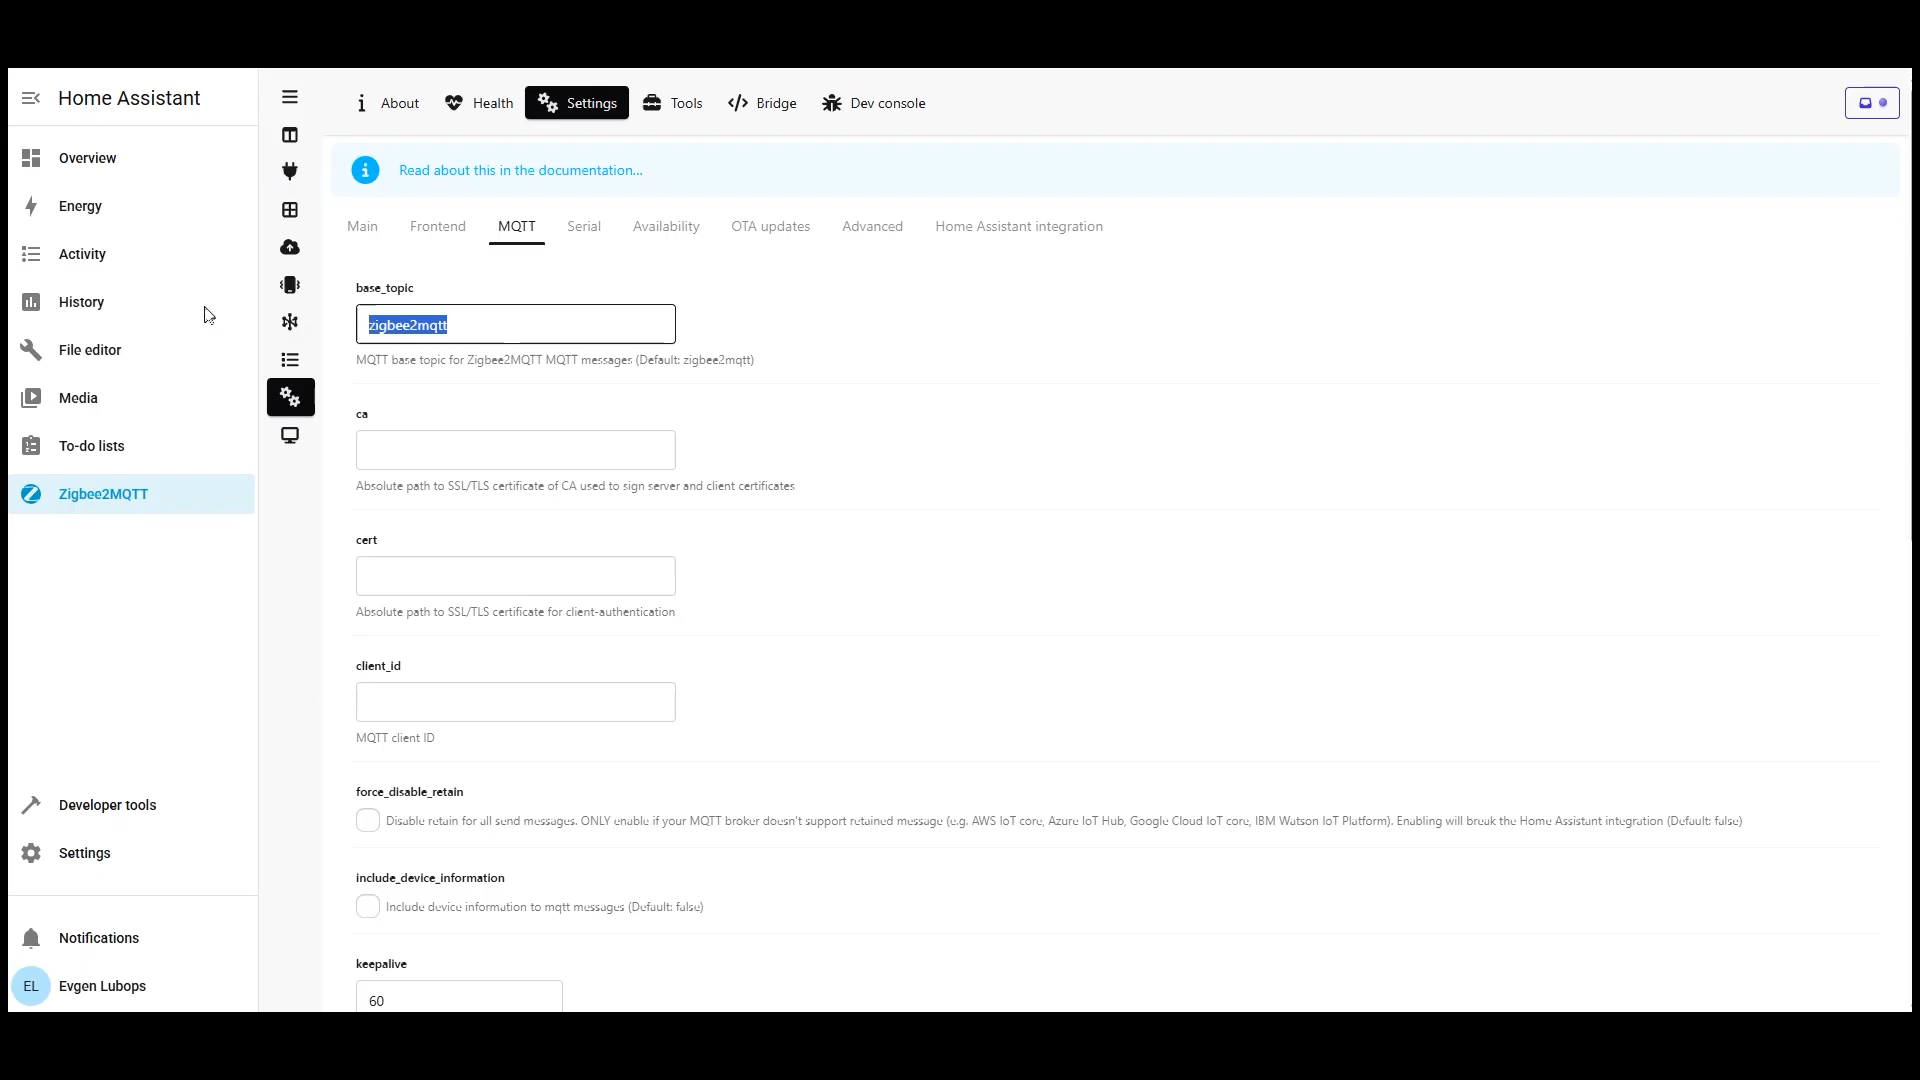 Home Assistant
Overview
Energy
Activity
History
File editor
Media
To-do lists
Zigbee2MQTT
Developer tools
Settings
Notifications
EL Evgen Lubops
About Health Settings Tools Bridge Dev console
Read about this in the documentation...
Main Frontend MQTT Serial Availability OTA updates Advanced Home Assistant integration
base_topic
zigbee2mqtt
MQTT base topic for Zigbee2MQTT MQTT messages (Default: zigbee2mqtt)
ca
Absolute path to SSL/TLS certificate of CA used to sign server and client certificates
cert
Absolute path to SSL/TLS certificate for client-authentication
client_id
MQTT client ID
force_disable_retain
Disable retain for all send messages. ONLY enable if your MQTT broker doesn't support retained message (e.g. AWS IoT core, Azure IoT Hub, Google Cloud IoT core, IBM Watson IoT Platform). Enabling will break the Home Assistant integration (Default: false)
include_device_information
Include device information to mqtt messages (Default: false)
keepalive
60